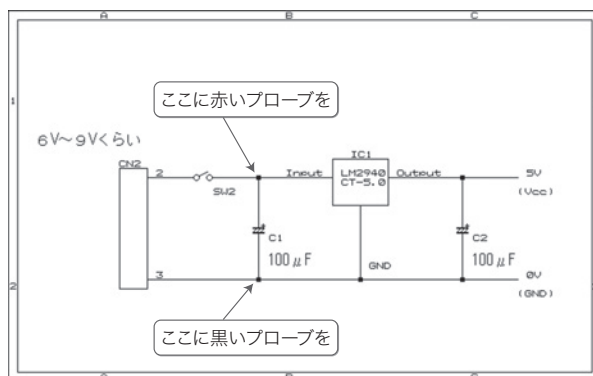 A B C
1
ここに赤いプローブを
6V～9Vくらい
CN2
2
SW2
Input
IC1
LM2940
CT-5.0
Output
5V
(Vcc)
C1
100μF
GND
C2
100μF
3
0V
(GND)
2
ここに黒いプローブを